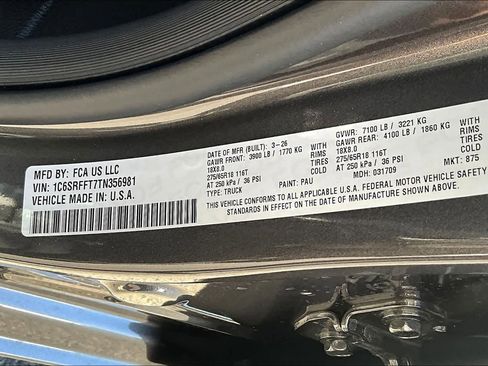 MFD BY: FCA US LLC
VIN: 1C6SRFFT7TN356981
VEHICLE MADE IN: U.S.A.
DATE OF MFR (BUILT): 3-26
GAWR FRONT: 3900 LB / 1770 KG
18X8.0
275/65R18 116T
AT 250 kPa / 36 PSI
TYPE: TRUCK
RIMS
TIRES
PAINT: PAU
GVWR: 7100 LB / 3221 KG
GAWR REAR: 4100 LB / 1860 KG
18X8.0
275/65R18 116T
AT 250 kPa / 36 PSI
MDH: 031709
RIMS
TIRES
MKT: 875
THIS VEHICLE CONFORMS TO ALL APPLICABLE U.S.A. FEDERAL MOTOR VEHICLE SAFETY
STANDARDS IN EFFECT ON THE DATE OF MANUFACTURE SHOWN ABOVE.